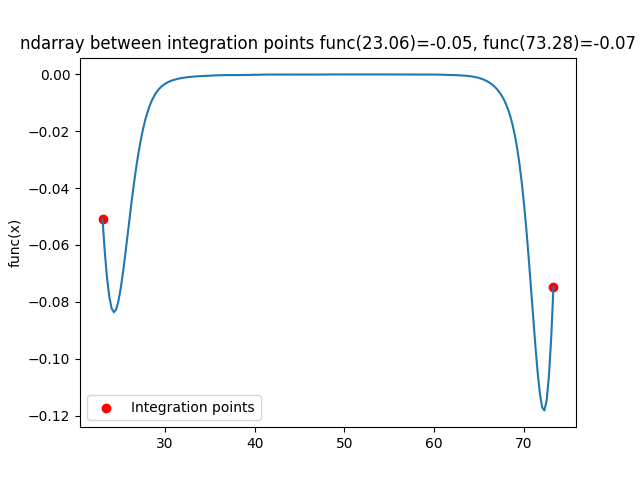 ndarray between integration points func(23.06)=-0.05, func(73.28)=-0.07
func(x)
0.00
−0.02
−0.04
−0.06
−0.08
−0.10
−0.12
Integration points
30 40 50 60 70